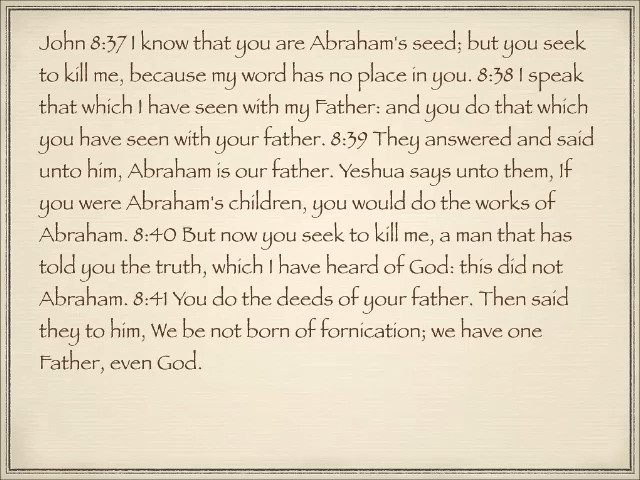 John 8:37 I know that you are Abraham's seed; but you seek
to kill me, because my word has no place in you. 8:38 I speak
that which I have seen with my Father: and you do that which
you have seen with your father. 8:39 They answered and said
unto him, Abraham is our father. Yeshua says unto them, If
you were Abraham's children, you would do the works of
Abraham. 8:40 But now you seek to kill me, a man that has
told you the truth, which I have heard of God: this did not
Abraham. 8:41 You do the deeds of your father. Then said
they to him, We be not born of fornication; we have one
Father, even God.